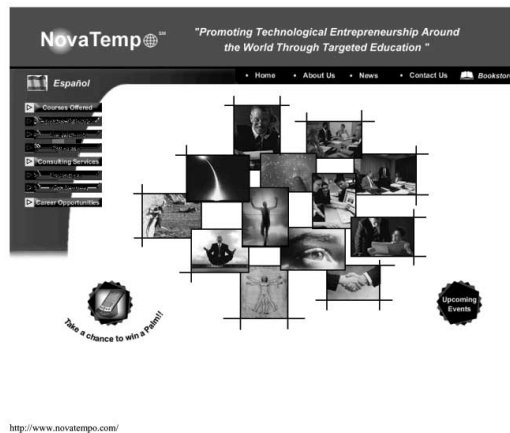 NovaTempo SM
"Promoting Technological Entrepreneurship Around
the World Through Targeted Education "
Español
• Home • About Us • News • Contact Us Bookstore
Courses Offered
Consulting Services
Career Opportunities
Take a chance to win a Palm!!
Upcoming
Events
http://www.novatempo.com/